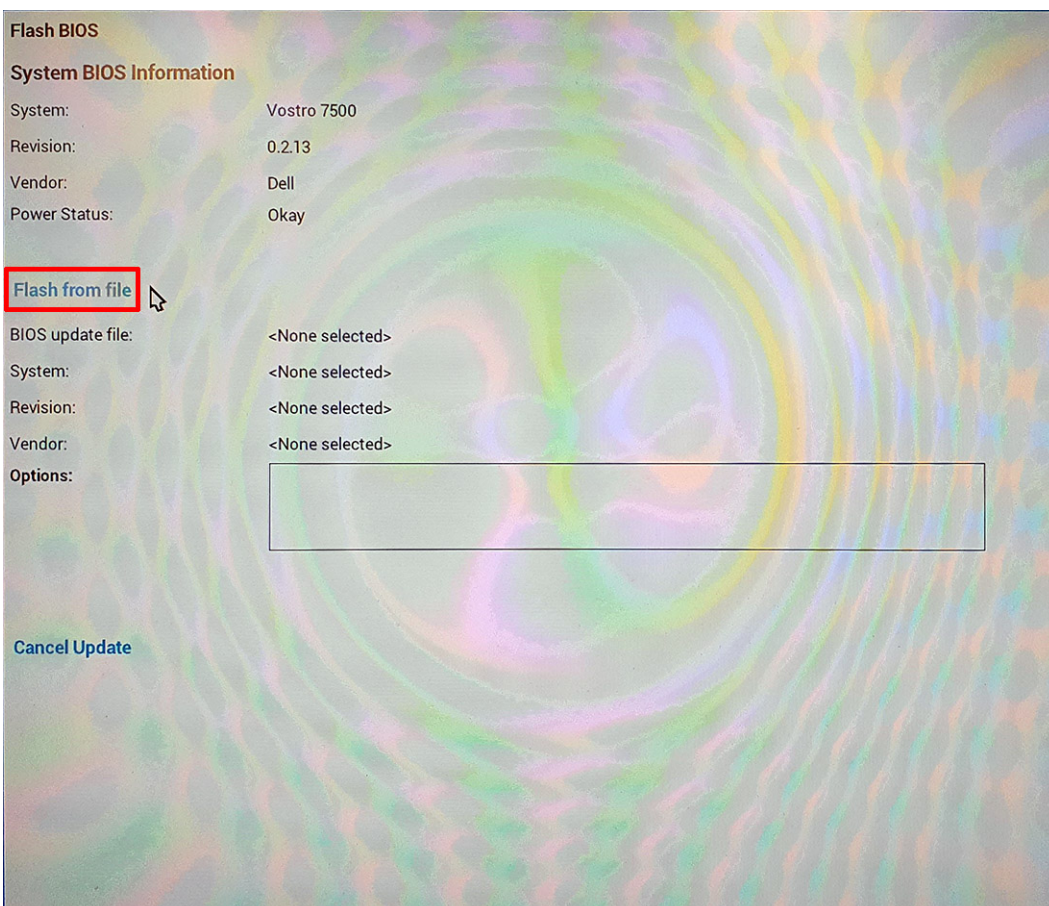 Flash BIOS
System BIOS Information
System: Vostro 7500
Revision: 0.2.13
Vendor: Dell
Power Status: Okay
Flash from file
BIOS update file: <None selected>
System: <None selected>
Revision: <None selected>
Vendor: <None selected>
Options:
Cancel Update